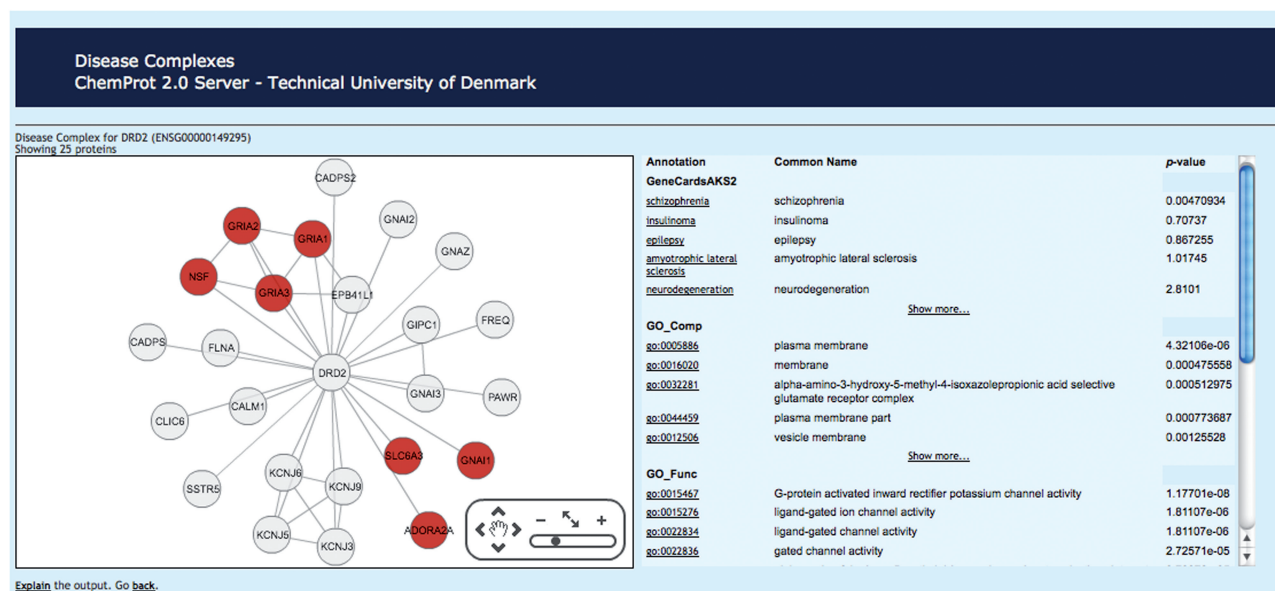 Disease Complexes
ChemProt 2.0 Server - Technical University of Denmark
Disease Complex for DRD2 (ENSG00000149295)
Showing 25 proteins
CADPS2
GRIA2
GNAI2
GRIA1
GNAZ
NSF
GRIA3
EPB41L1
GIPC1
FREQ
CADPS
FLNA
DRD2
GNAI3
PAWR
CALM1
CLIC6
SLC6A3
GNAI1
KCNJ6
KCNJ9
SSTR5
ADORA2A
KCNJ5
KCNJ3
Annotation Common Name p-value
GeneCardsAKS2
schizophrenia schizophrenia 0.00470934
insulinoma insulinoma 0.70737
epilepsy epilepsy 0.867255
amyotrophic lateral amyotrophic lateral sclerosis 1.01745
sclerosis
neurodegeneration neurodegeneration 2.8101
Show more...
GO_Comp
go:0005886 plasma membrane 4.32106e-06
go:0016020 membrane 0.000475558
go:0032281 alpha-amino-3-hydroxy-5-methyl-4-isoxazolepropionic acid selective 0.000512975
glutamate receptor complex
go:0044459 plasma membrane part 0.000773687
go:0012506 vesicle membrane 0.00125528
Show more...
GO_Func
go:0015467 G-protein activated inward rectifier potassium channel activity 1.17701e-08
go:0015276 ligand-gated ion channel activity 1.81107e-06
go:0022834 ligand-gated channel activity 1.81107e-06
go:0022836 gated channel activity 2.72571e-05
Explain the output. Go back.